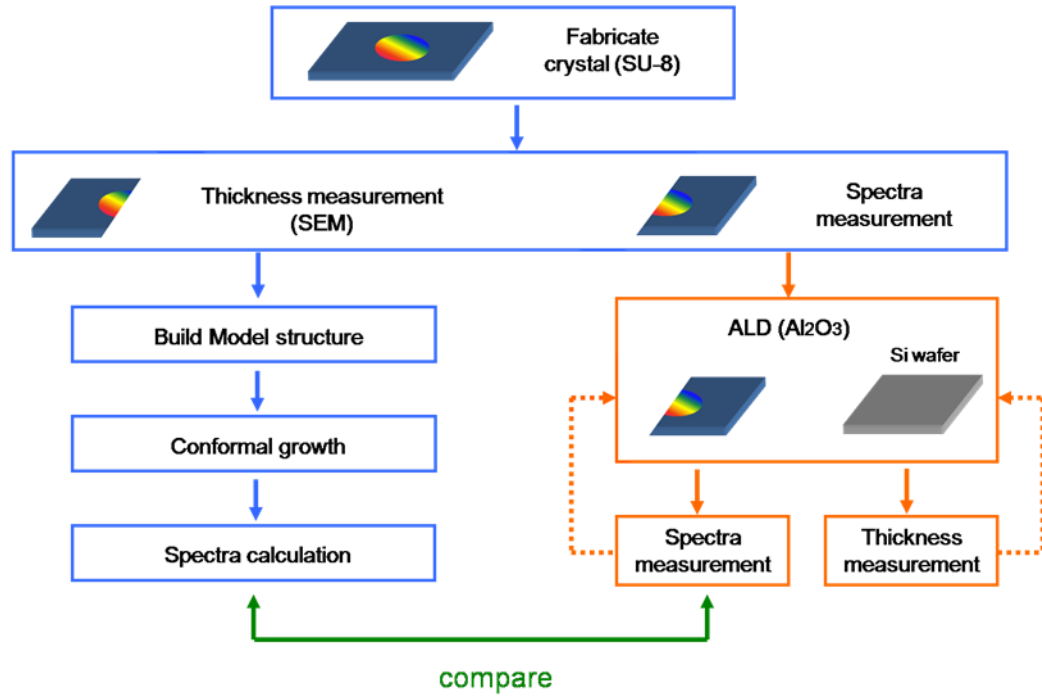 Fabricate
crystal (SU-8)
Thickness measurement
(SEM)
Spectra
measurement
Build Model structure
ALD (Al2O3)
Si wafer
Conformal growth
Spectra calculation
Spectra
measurement
Thickness
measurement
compare